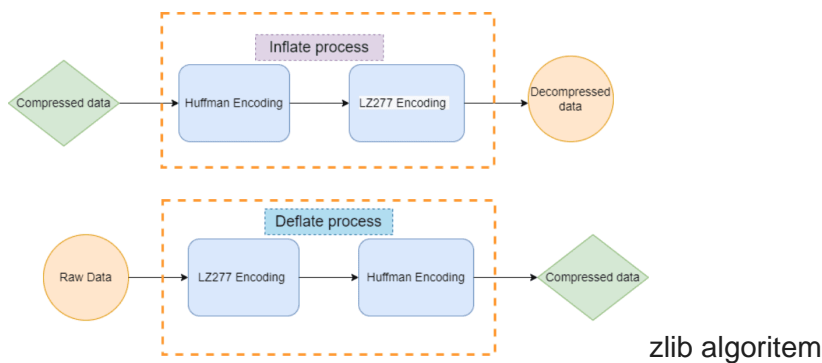 Inflate process
Compressed data
Huffman Encoding
LZ277 Encoding
Decompressed
data
Deflate process
Raw Data
LZ277 Encoding
Huffman Encoding
Compressed data
zlib algoritem